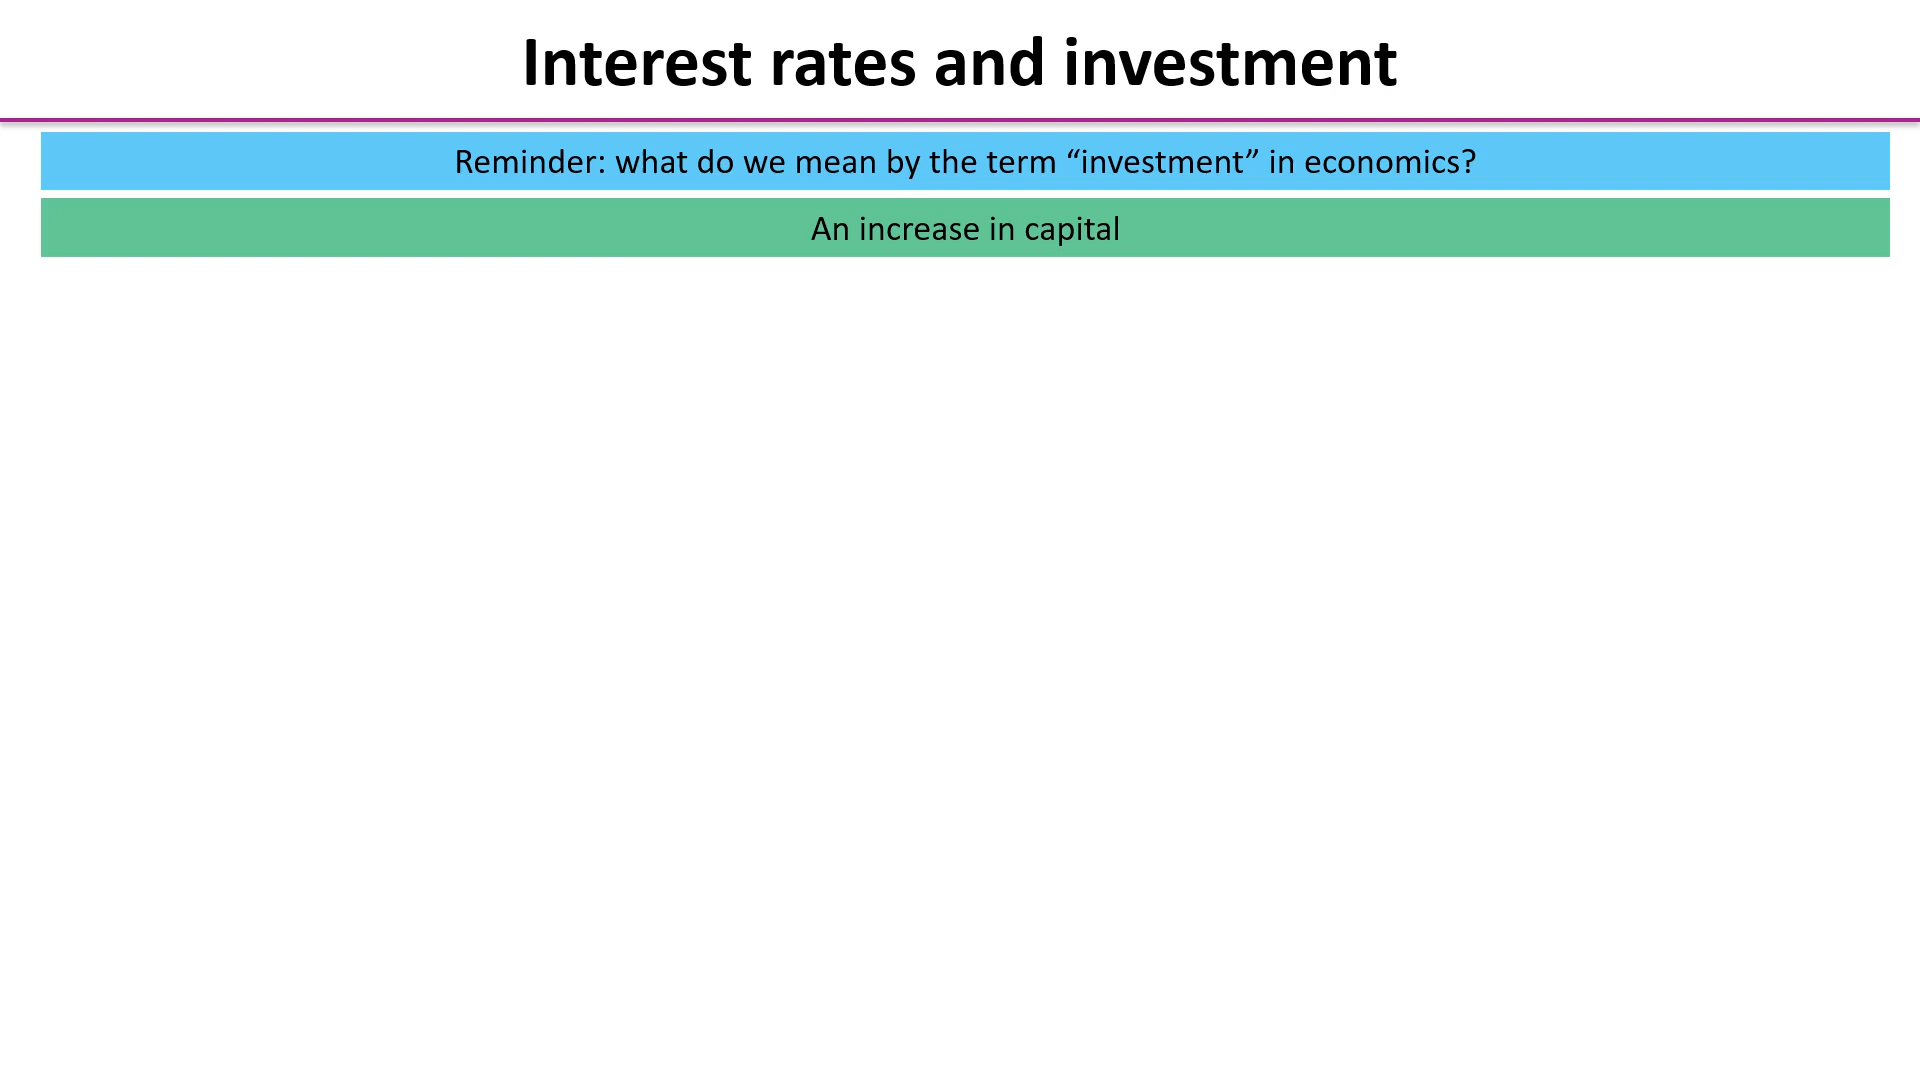 Interest rates and investment
Reminder: what do we mean by the term “investment” in economics?
An increase in capital